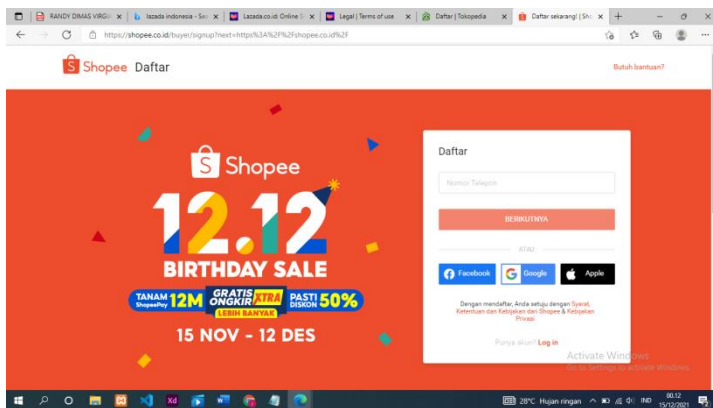 RANDY DIMAS VIRGI
lazada indonesia - Sea
Lazada.co.id: Online S
Legal | Terms of use
Daftar | Tokopedia
Daftar sekarang! | Sho
https://shopee.co.id/buyer/signup?next=https%3A%2F%2Fshopee.co.id%2F
Shopee Daftar
Butuh bantuan?
Shopee
12.12
BIRTHDAY SALE
TANAM ShopeePay 12M
GRATIS ONGKIR XTRA
LEBIH BANYAK
PASTI DISKON 50%
15 NOV - 12 DES
Daftar
Nomor Telepon
BERIKUTNYA
ATAU
Facebook
Google
Apple
Dengan mendaftar, Anda setuju dengan Syarat,
Ketentuan dan Kebijakan dari Shopee & Kebijakan
Privasi
Punya akun? Log in
Activate Windows
Go to Settings to activate Windows.
28°C Hujan ringan
IND
00.12
15/12/2021